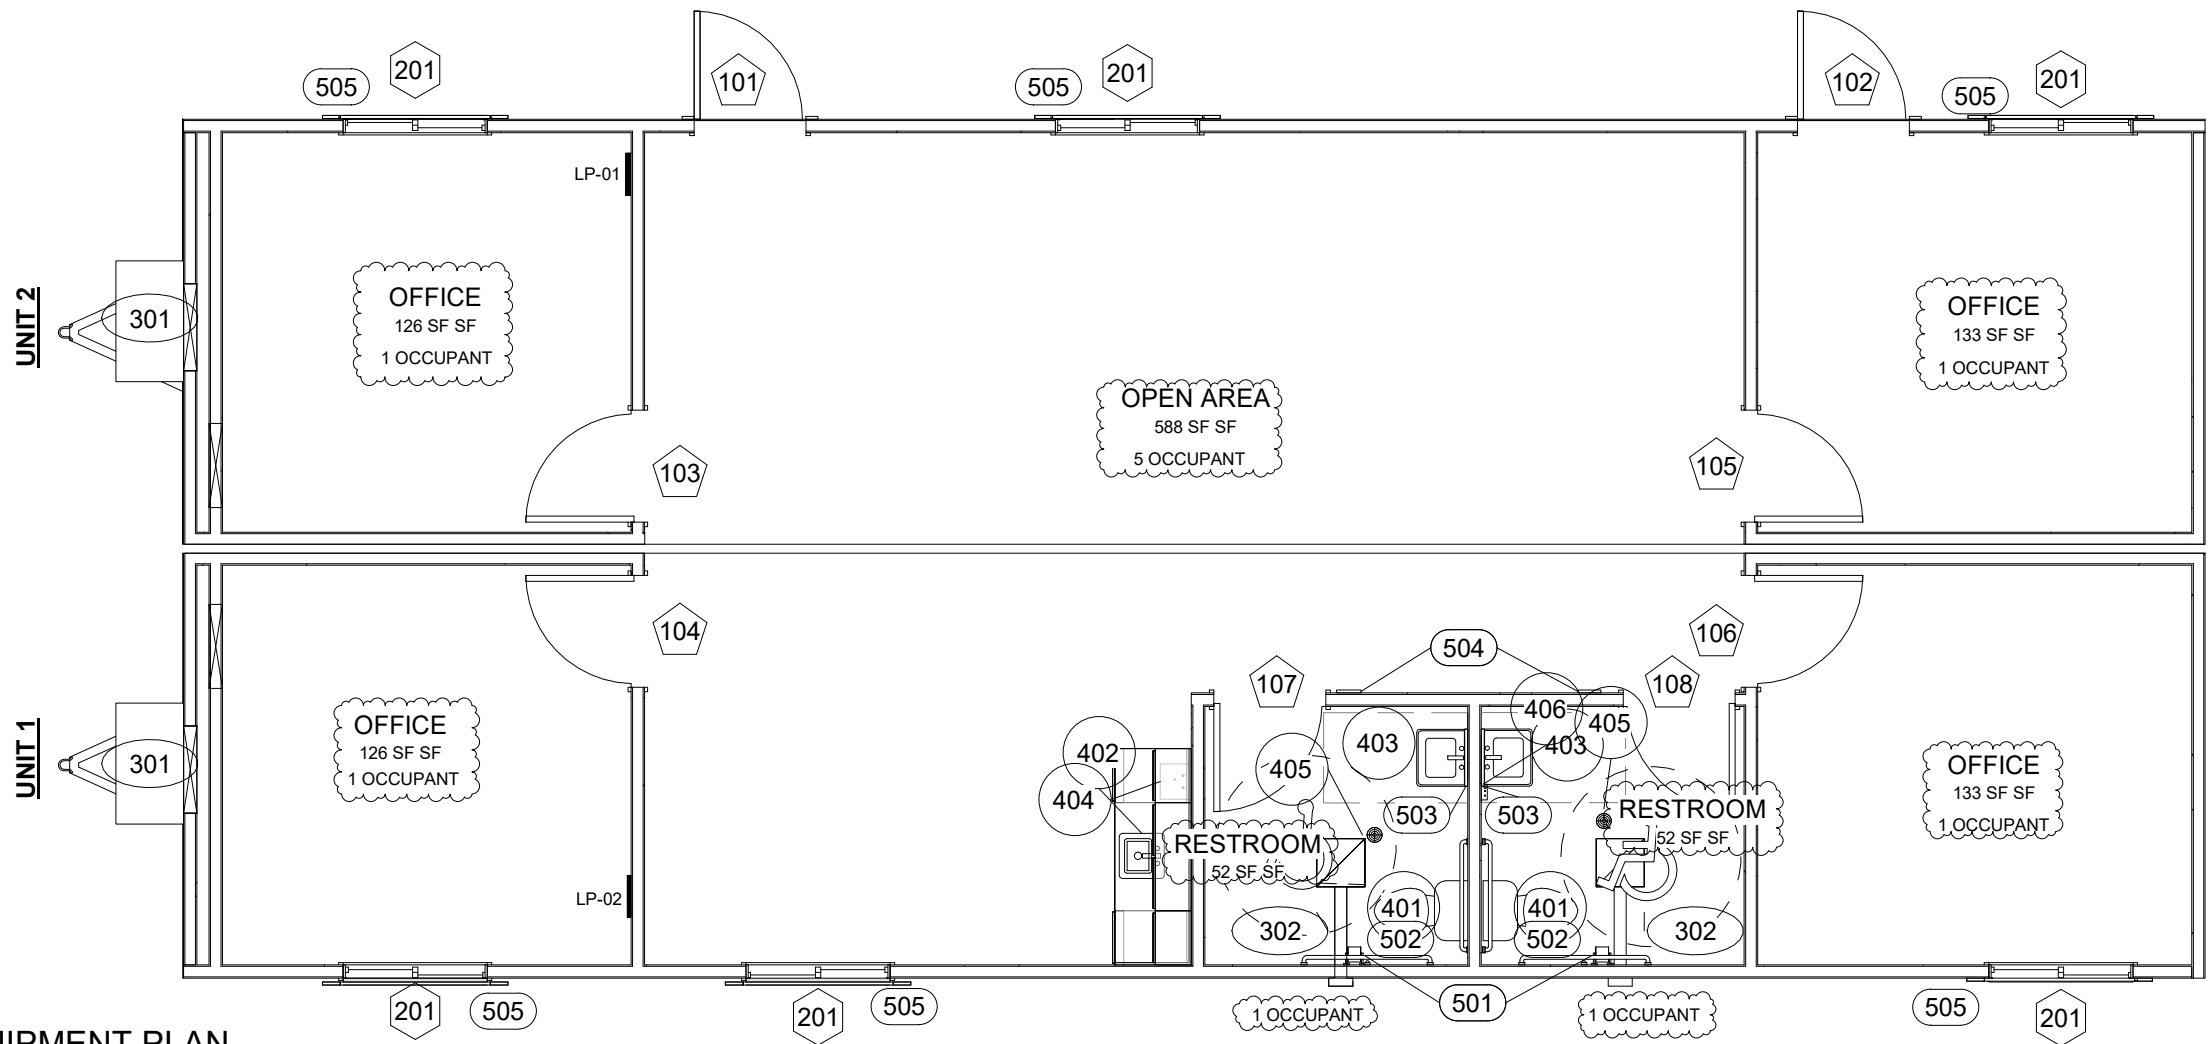 201
101
201
102
201
505
505
505
LP-01
UNIT 2
301
OFFICE
126 SF SF
1 OCCUPANT
OFFICE
133 SF SF
1 OCCUPANT
OPEN AREA
588 SF SF
5 OCCUPANT
103
105
104
106
504
107
108
UNIT 1
301
OFFICE
126 SF SF
1 OCCUPANT
402
404
405
403
406
405
403
OFFICE
133 SF SF
1 OCCUPANT
503
503
RESTROOM
52 SF SF
RESTROOM
52 SF SF
LP-02
401
401
302
502
502
302
201
505
201
505
1 OCCUPANT
501
1 OCCUPANT
505
201